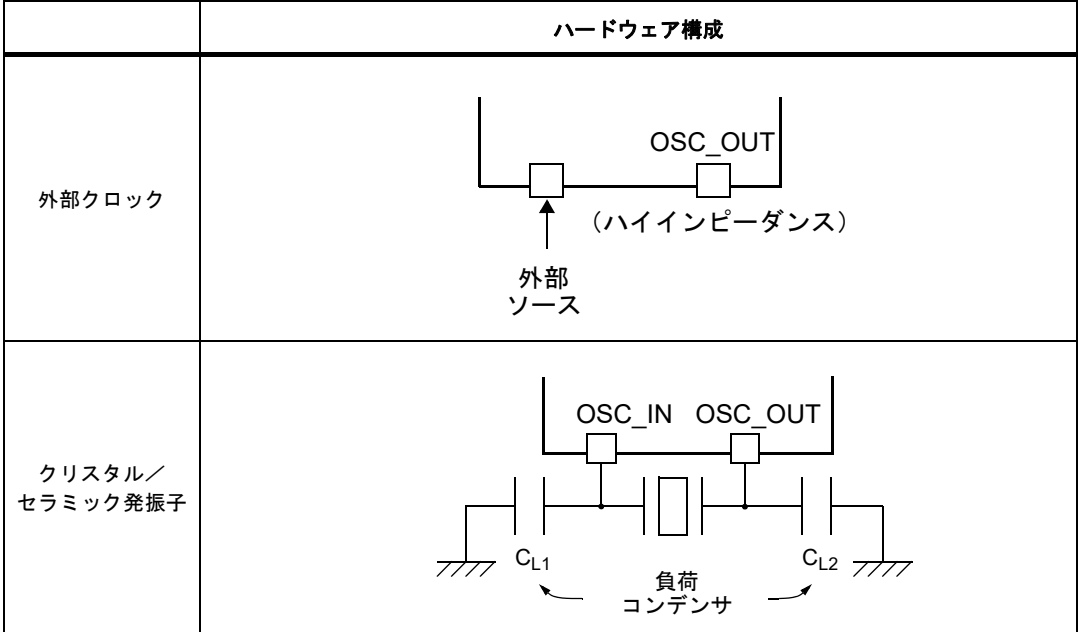 ハードウェア構成
外部クロック
OSC_OUT
（ハイインピーダンス）
外部
ソース
クリスタル／
セラミック発振子
OSC_IN OSC_OUT
CL1
CL2
負荷
コンデンサ